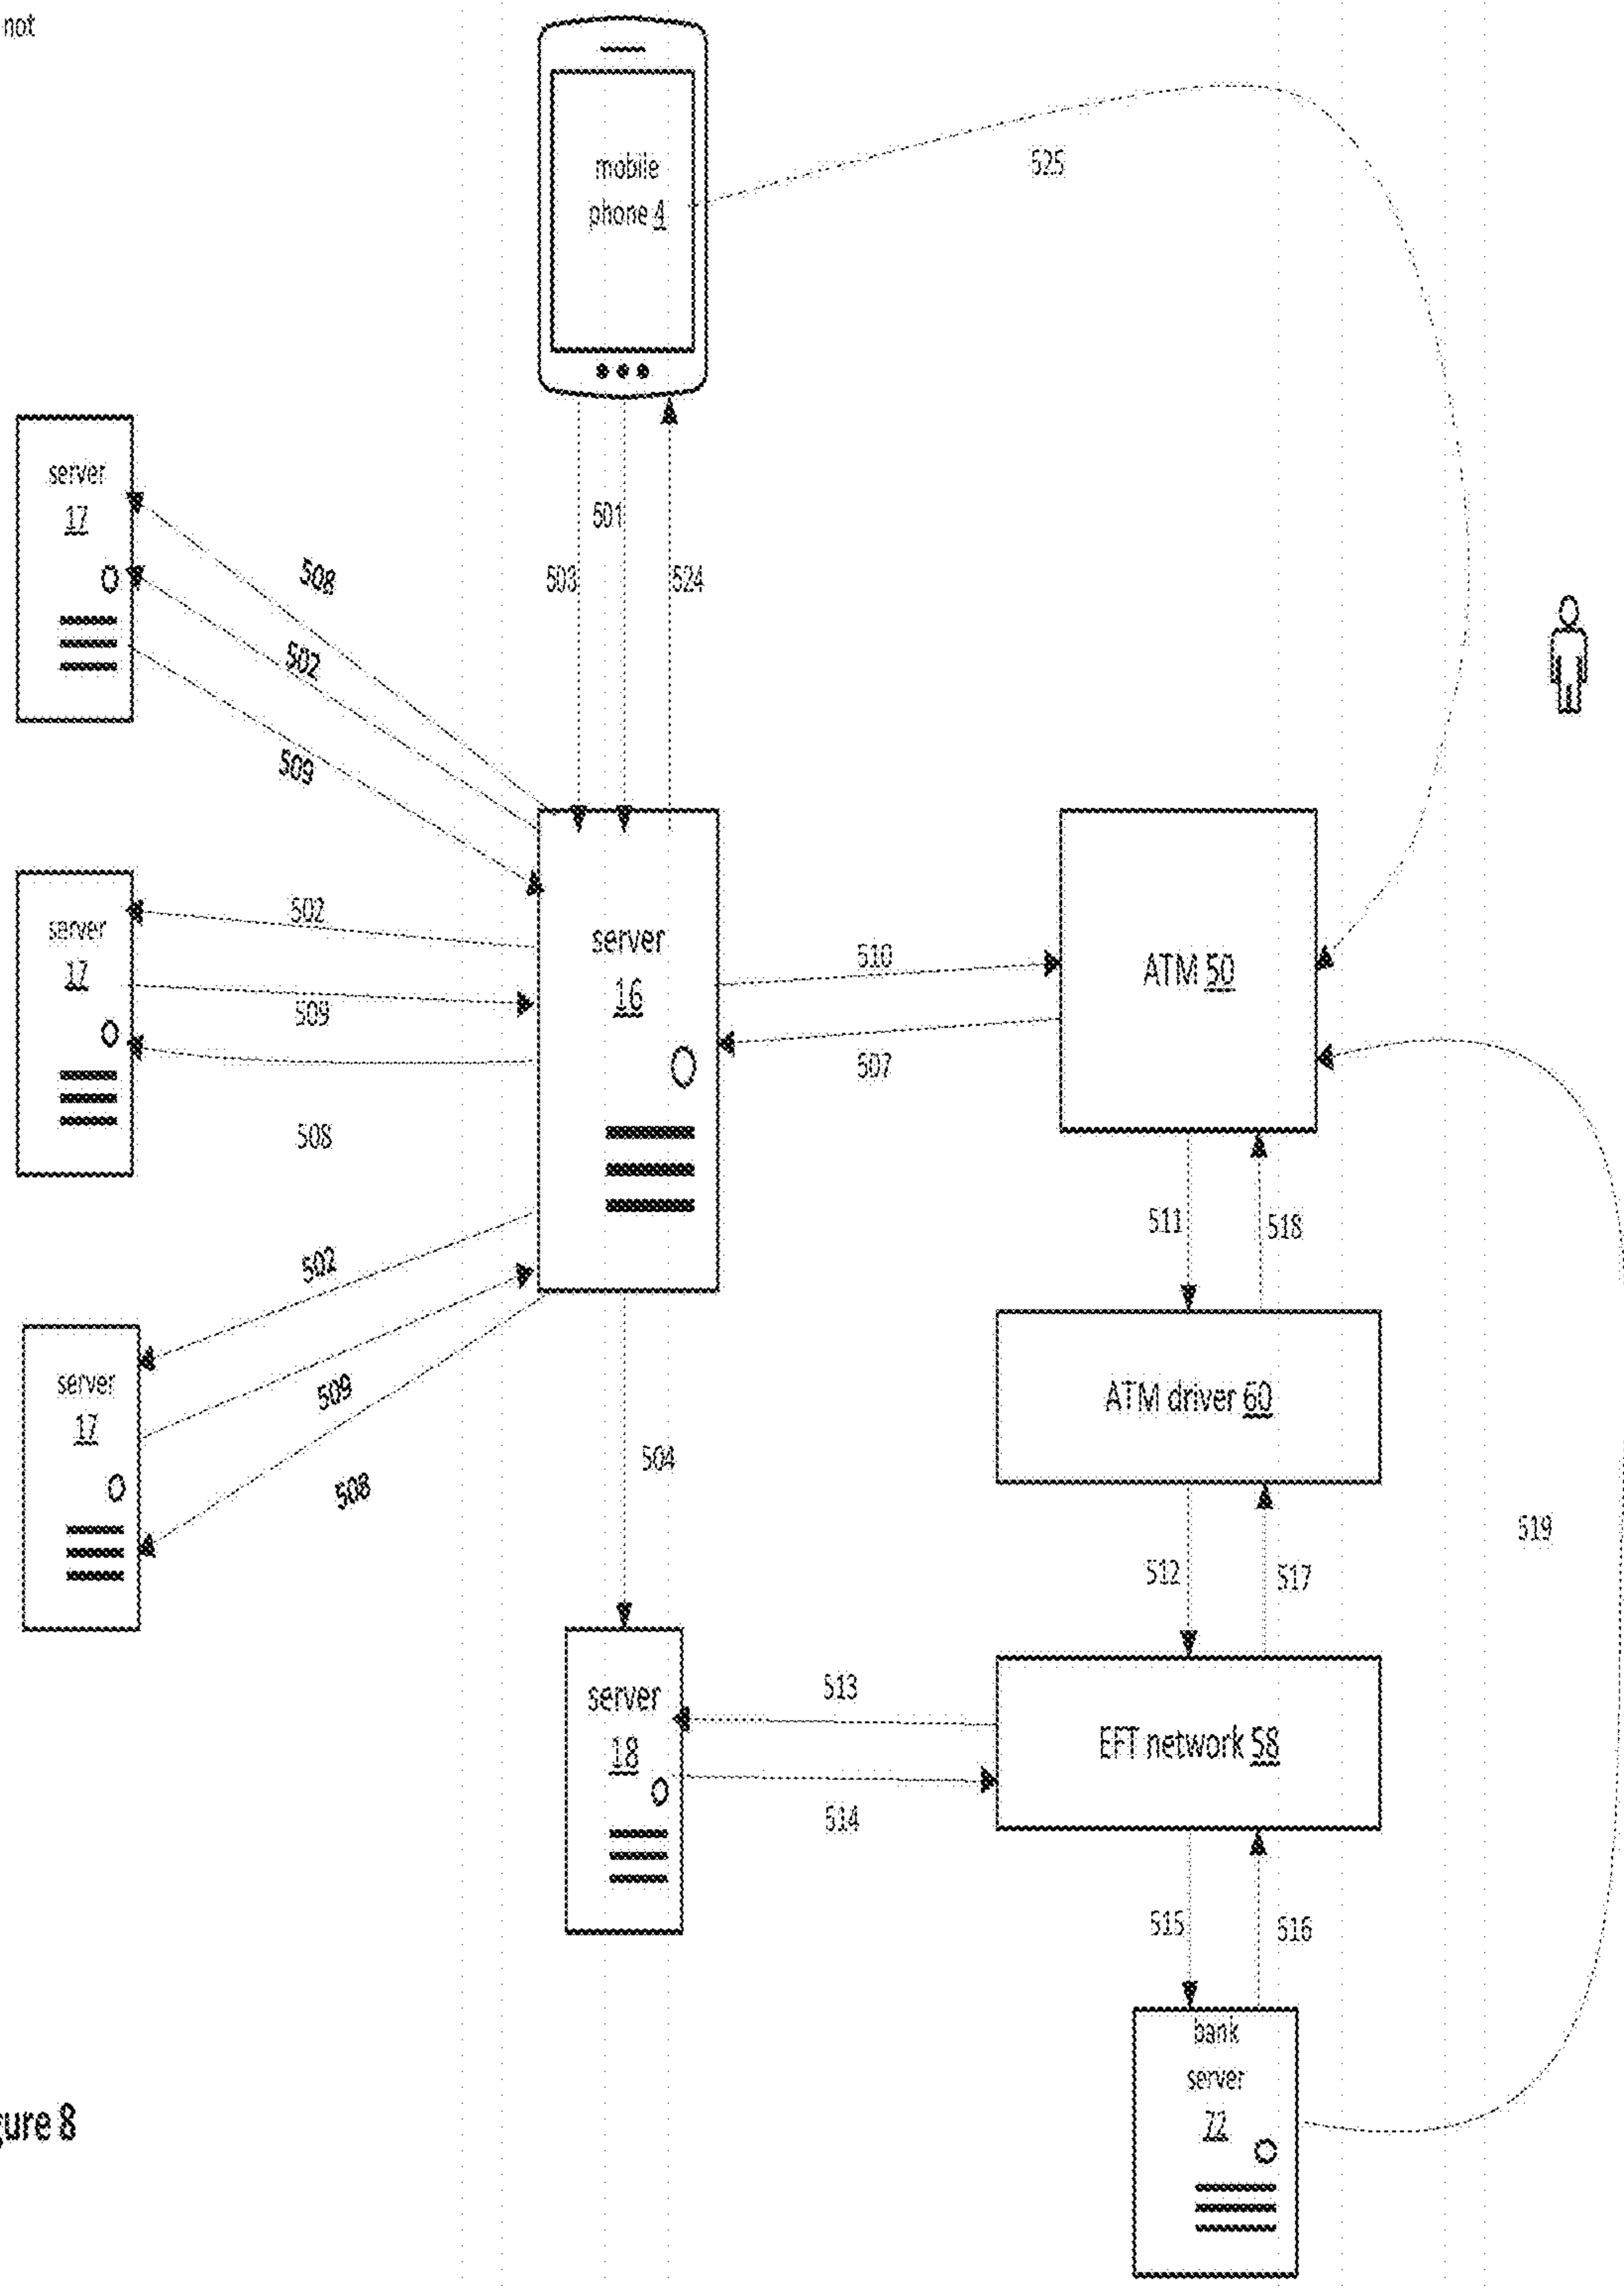 not
mobile
phone 4
525
server
17
508
502
509
503
501
524
server
17
502
509
508
server
16
510
507
ATM 50
511
518
server
17
502
509
508
504
ATM driver 60
512
517
519
server
18
513
514
EFT network 58
515
516
bank
server
72
gure 8